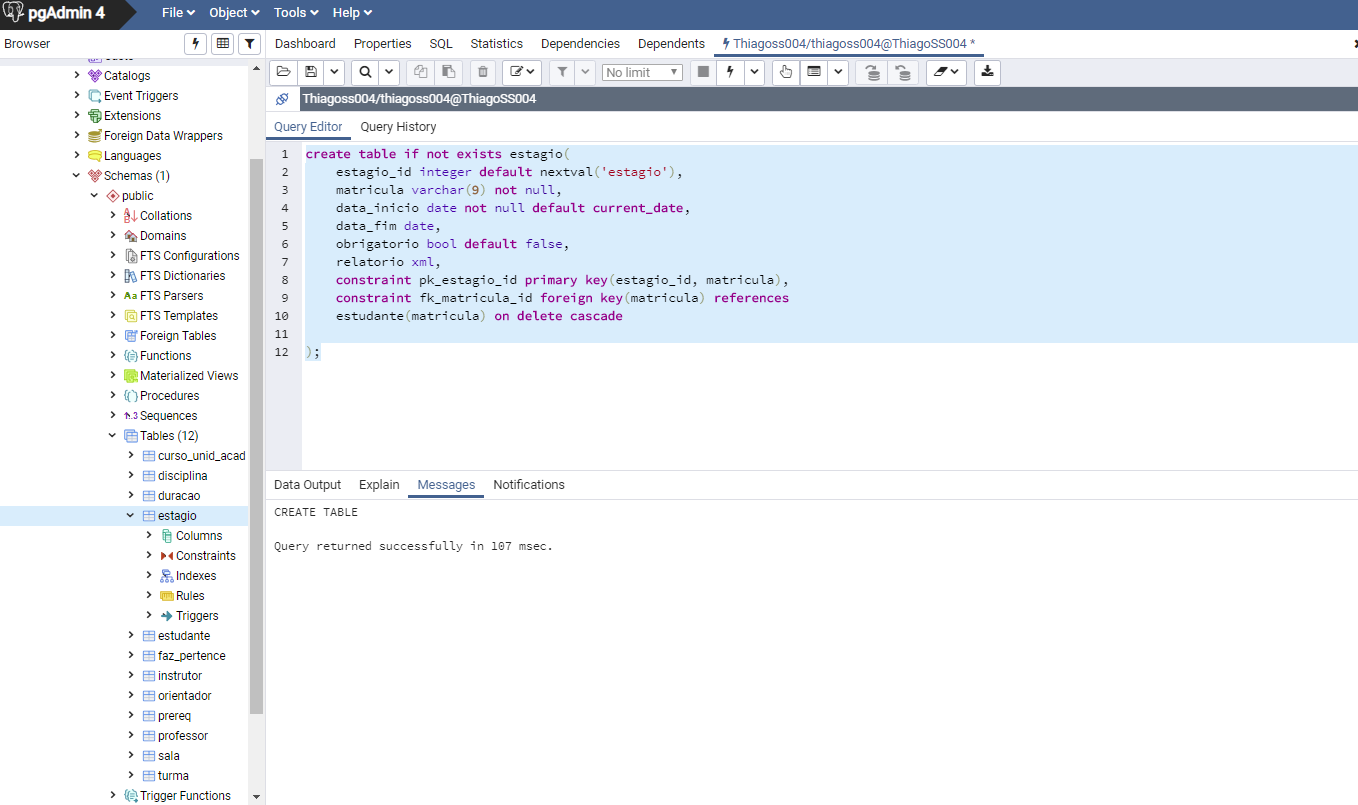 pgAdmin 4
File Object Tools Help
Browser
Dashboard Properties SQL Statistics Dependencies Dependents Thiagoss004/thiagoss004@ThiagoSS004 *
No limit
Thiagoss004/thiagoss004@ThiagoSS004
Query Editor Query History
Catalogs
Event Triggers
Extensions
Foreign Data Wrappers
Languages
Schemas (1)
public
Collations
Domains
FTS Configurations
FTS Dictionaries
Aa FTS Parsers
FTS Templates
Foreign Tables
Functions
Materialized Views
Procedures
1..3 Sequences
Tables (12)
curso_unid_acad
disciplina
duracao
estagio
Columns
Constraints
Indexes
Rules
Triggers
estudante
faz_pertence
instrutor
orientador
prereq
professor
sala
turma
Trigger Functions
1 create table if not exists estagio(
2 estagio_id integer default nextval('estagio'),
3 matricula varchar(9) not null,
4 data_inicio date not null default current_date,
5 data_fim date,
6 obrigatorio bool default false,
7 relatorio xml,
8 constraint pk_estagio_id primary key(estagio_id, matricula),
9 constraint fk_matricula_id foreign key(matricula) references
10 estudante(matricula) on delete cascade
11
12 );
Data Output Explain Messages Notifications
CREATE TABLE
Query returned successfully in 107 msec.